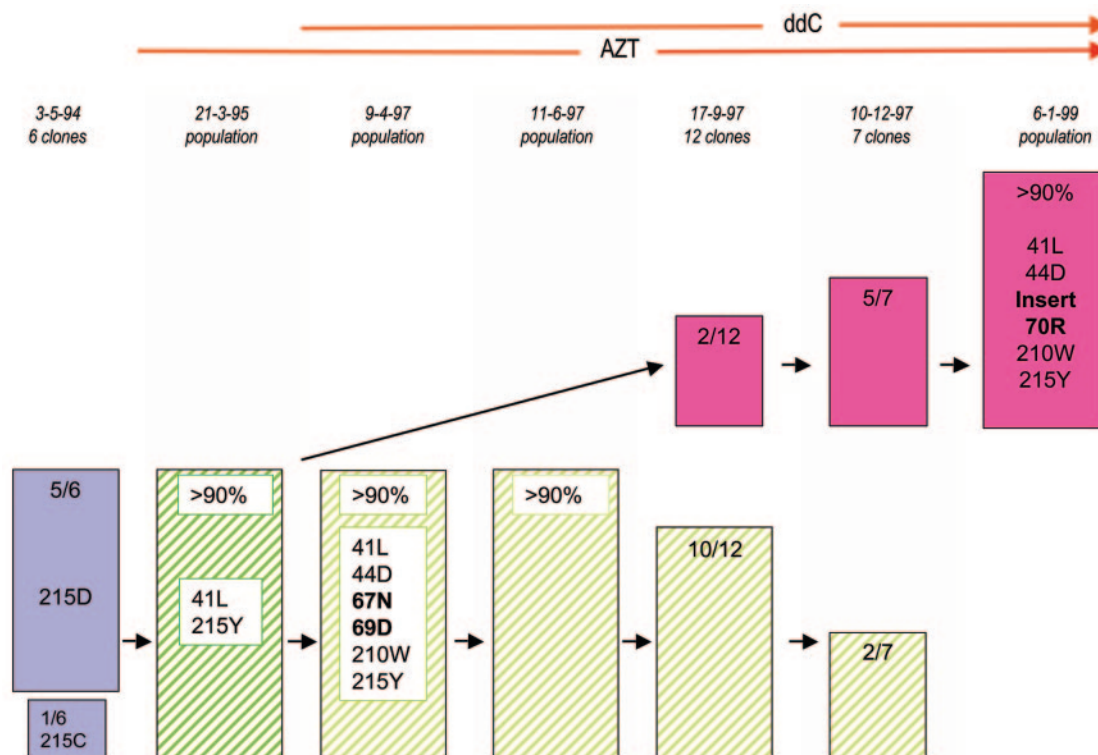 ddC
AZT
3-5-94
6 clones
21-3-95
population
9-4-97
population
11-6-97
population
17-9-97
12 clones
10-12-97
7 clones
6-1-99
population
>90%
41L
44D
Insert
70R
210W
215Y
5/7
2/12
5/6
215D
1/6
215C
>90%
41L
215Y
>90%
41L
44D
67N
69D
210W
215Y
>90%
10/12
2/7